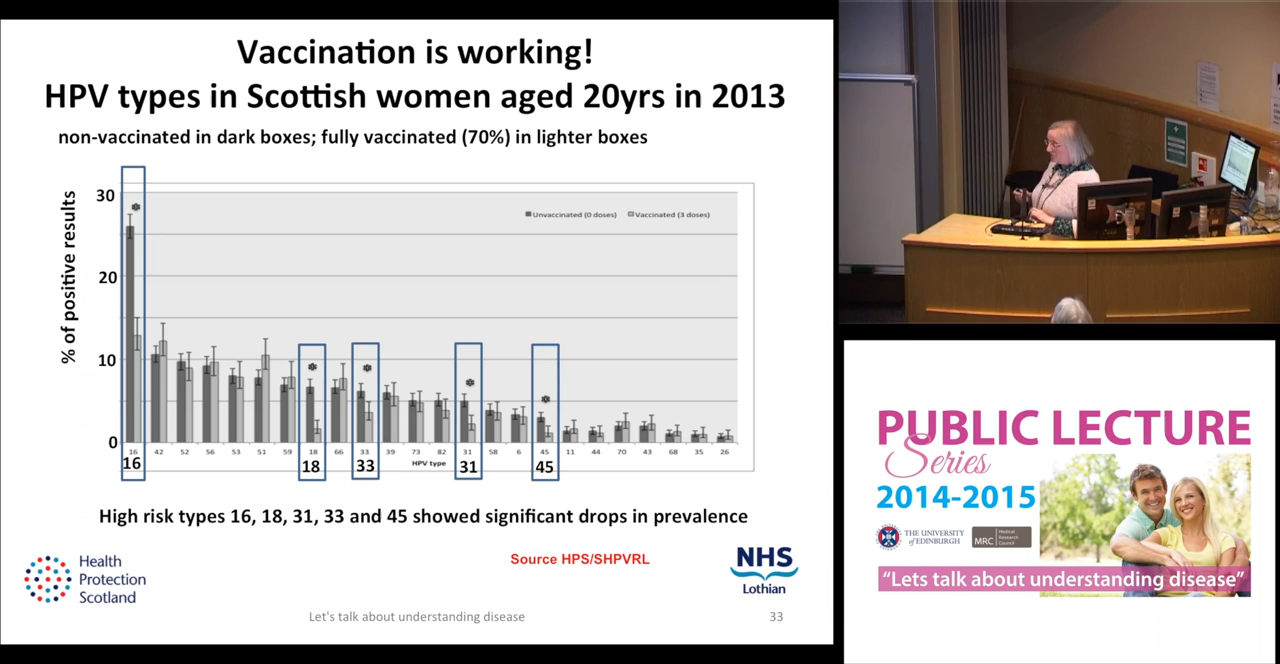 Vaccination is working!
HPV types in Scottish women aged 20yrs in 2013
non-vaccinated in dark boxes; fully vaccinated (70%) in lighter boxes
% of positive results
30
20
10
0
Unvaccinated (0 doses) Vaccinated (3 doses)
16 42 52 56 53 51 59 18 66 33 39 73 82 31 58 6 45 11 44 70 43 68 35 26
HPV type
16 18 33 31 45
High risk types 16, 18, 31, 33 and 45 showed significant drops in prevalence
Source HPS/SHPVRL
Health
Protection
Scotland
NHS
Lothian
Let's talk about understanding disease
33
PUBLIC LECTURE
Series
2014-2015
THE UNIVERSITY
of EDINBURGH
MRC
Medical
Research
Council
“Lets talk about understanding disease”